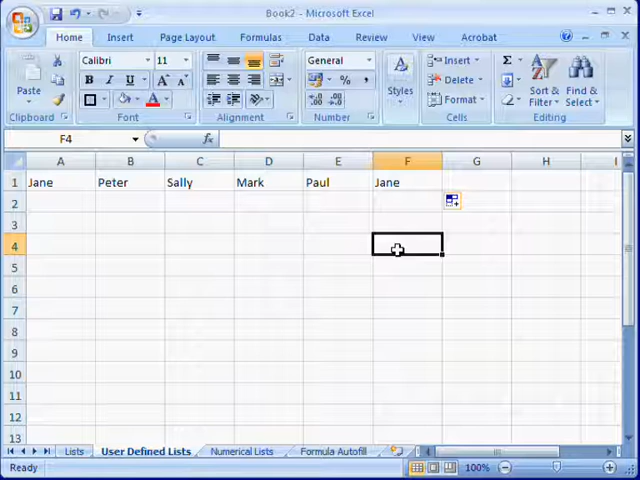 Book2 - Microsoft Excel
Home Insert Page Layout Formulas Data Review View Acrobat
Calibri 11 General Insert Σ
Paste B I U A A % , Styles Delete Sort & Find &
A .00 .0 Format Filter Select
Clipboard Font Alignment Number Cells Editing
F4 fx
A B C D E F G H I
1 Jane Peter Sally Mark Paul Jane
2
3
4
5
6
7
8
9
10
11
12
13
Lists User Defined Lists Numerical Lists Formula Autofill
Ready 100%